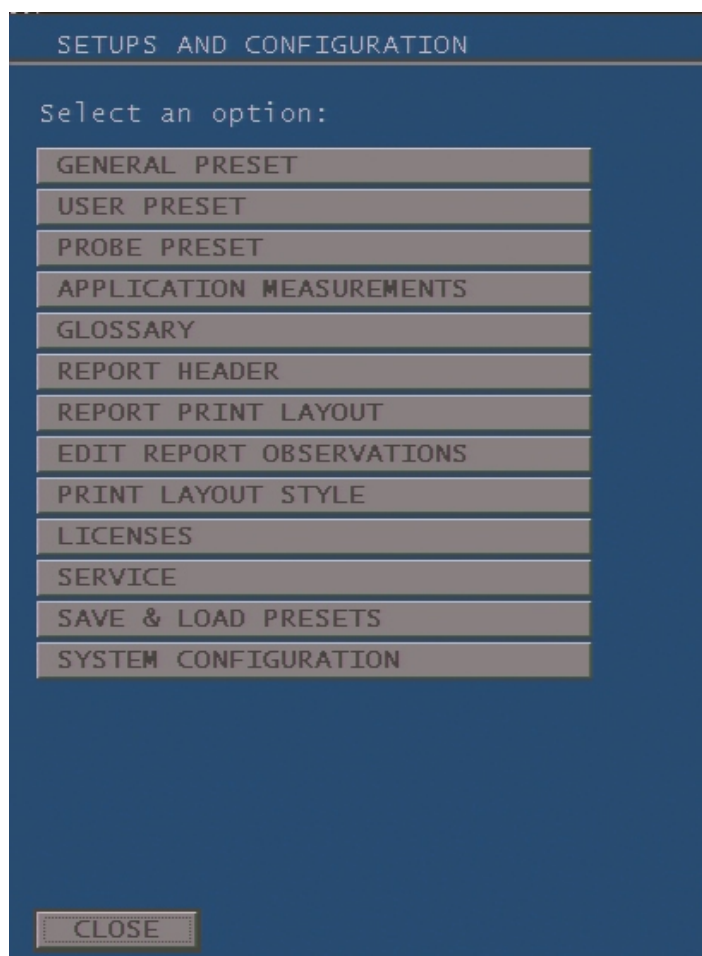 SETUPS AND CONFIGURATION
Select an option:
GENERAL PRESET
USER PRESET
PROBE PRESET
APPLICATION MEASUREMENTS
GLOSSARY
REPORT HEADER
REPORT PRINT LAYOUT
EDIT REPORT OBSERVATIONS
PRINT LAYOUT STYLE
LICENSES
SERVICE
SAVE & LOAD PRESETS
SYSTEM CONFIGURATION
CLOSE